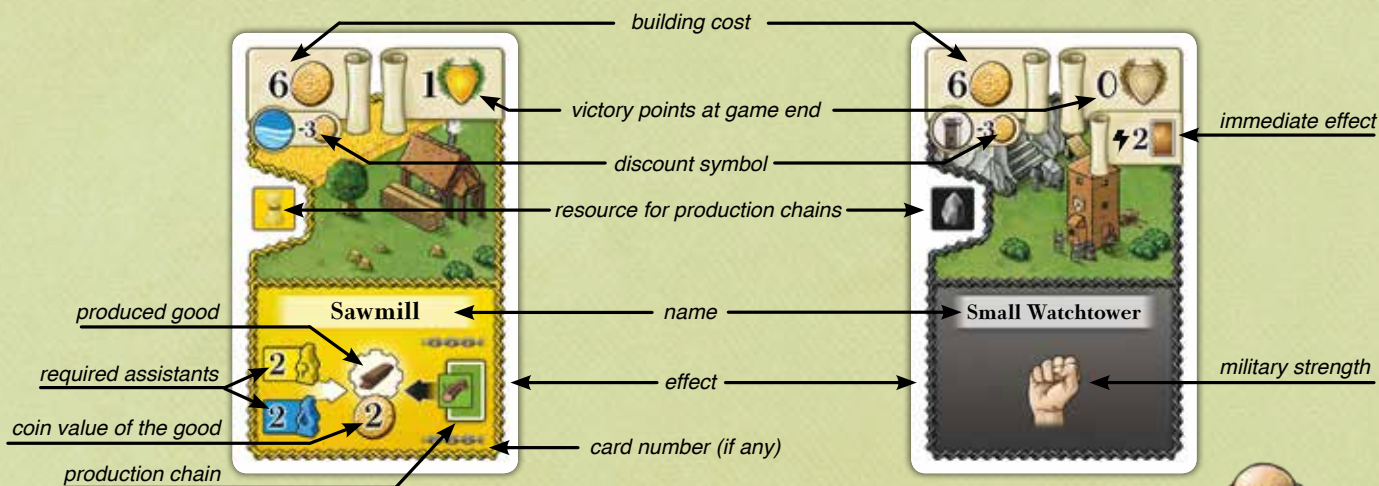 building cost
6
1
6
0
victory points at game end
immediate effect
-3
-3
2
discount symbol
resource for production chains
produced good
Sawmill
name
Small Watchtower
2
required assistants
effect
military strength
2
2
coin value of the good
card number (if any)
production chain